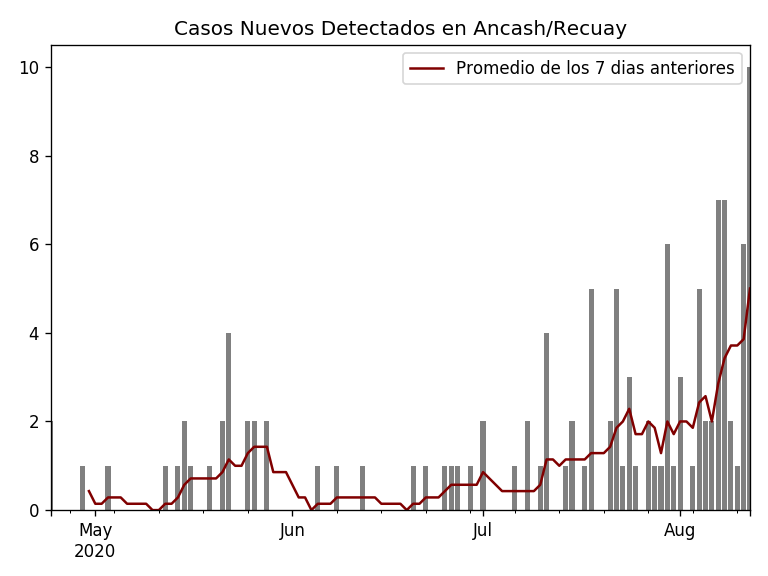 Casos Nuevos Detectados en Ancash/Recuay
Promedio de los 7 dias anteriores
10
8
6
4
2
0
May Jun Jul Aug
2020